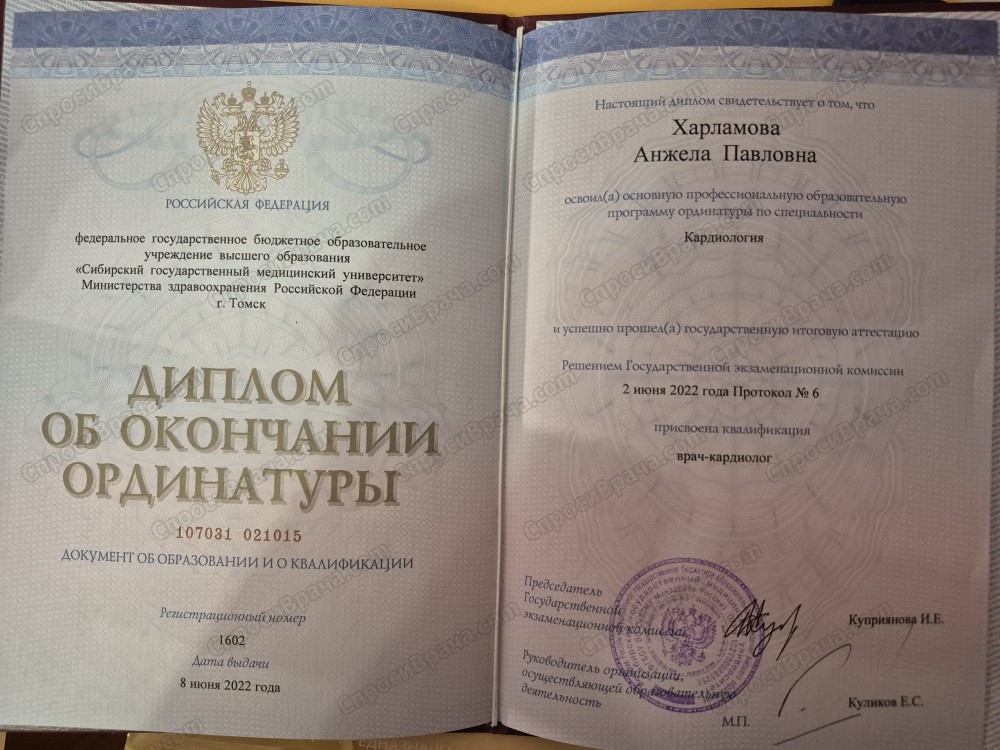 РОССИЙСКАЯ ФЕДЕРАЦИЯ
федеральное государственное бюджетное образовательное
учреждение высшего образования
«Сибирский государственный медицинский университет»
Министерства здравоохранения Российской Федерации
г. Томск
ДИПЛОМ
ОБ ОКОНЧАНИИ
ОРДИНАТУРЫ
107031 021015
ДОКУМЕНТ ОБ ОБРАЗОВАНИИ И О КВАЛИФИКАЦИИ
Регистрационный номер
1602
Дата выдачи
8 июня 2022 года
Настоящий диплом свидетельствует о том, что
Харламова
Анжела Павловна
освоил(а) основную профессиональную образовательную
программу ординатуры по специальности
Кардиология
и успешно прошел(а) государственную итоговую аттестацию
Решением Государственной экзаменационной комиссии
2 июня 2022 года Протокол № 6
присвоена квалификация
врач-кардиолог
Председатель
Государственной
экзаменационной комиссии
Куприянова И.Е.
Руководитель организации,
осуществляющей образовательную
деятельность
Куликов Е.С.
М.П.
СпросиВрача.com